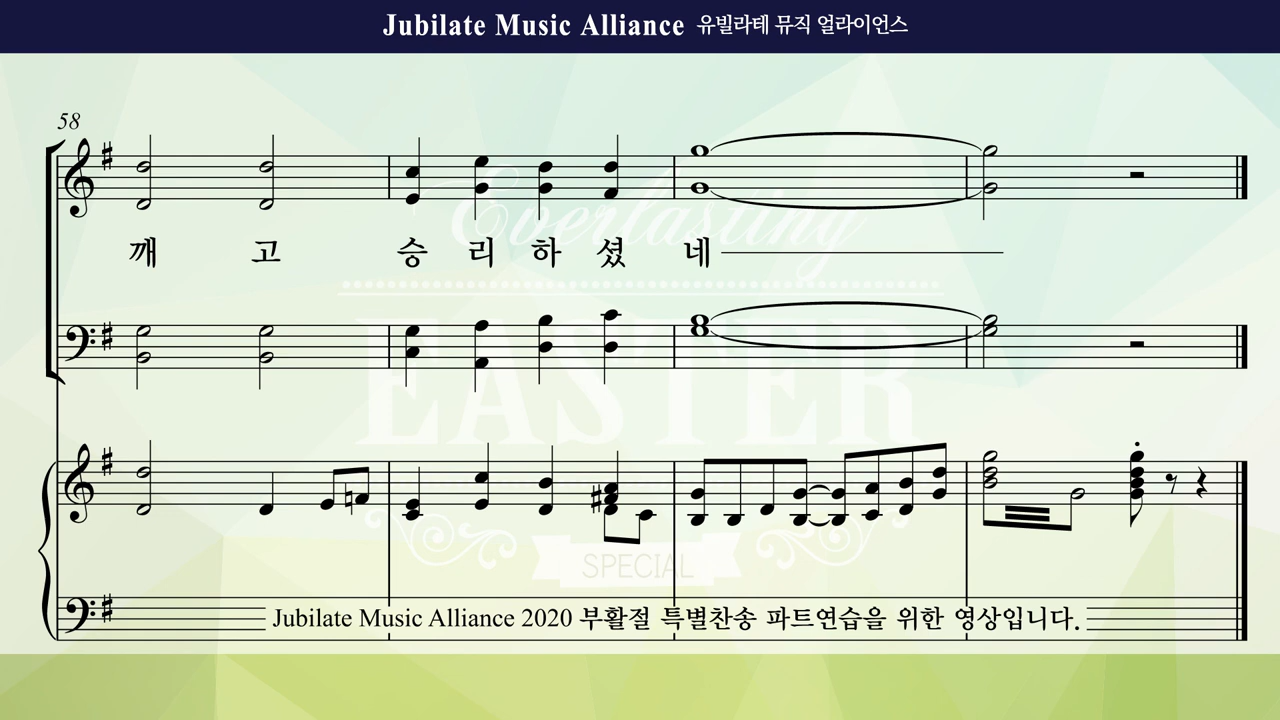 Jubilate Music Alliance 유빌라테 뮤직 얼라이언스
58
깨 고 승 리 하 셨 네
Everlasting
EASTER
SPECIAL
Jubilate Music Alliance 2020 부활절 특별찬송 파트연습을 위한 영상입니다.